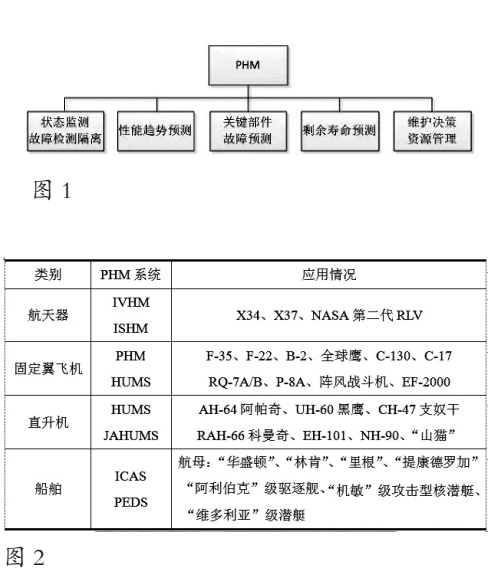 PHM
状态监测
故障检测隔离
性能趋势预测
关键部件
故障预测
剩余寿命预测
维护决策
资源管理
图 1
类别 PHM 系统 应用情况
航天器
IVHM
ISHM
X34、X37、NASA 第二代 RLV
固定翼飞机
PHM
HUMS
F-35、F-22、B-2、全球鹰、C-130、C-17
RQ-7A/B、P-8A、阵风战斗机、EF-2000
直升机
HUMS
JAHUMS
AH-64 阿帕奇、UH-60 黑鹰、CH-47 支奴干
RAH-66 科曼奇、EH-101、NH-90、“山猫”
船舶
ICAS
PEDS
航母：“华盛顿”、“林肯”、“里根”、“提康德罗加”
“阿利伯克”级驱逐舰、“机敏”级攻击型核潜艇、
“维多利亚”级潜艇
图 2